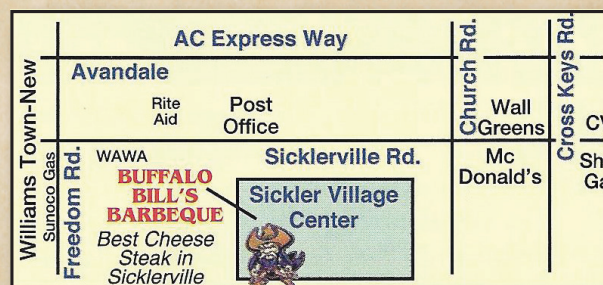 AC Express Way
Church Rd.
Cross Keys Rd.
Williams Town-New
Avandale
Rite
Aid
Post
Office
Wall
Greens
Sunoco Gas
Freedom Rd.
WAWA
Sicklerville Rd.
Mc
Donald's
BUFFALO
BILL'S
BARBEQUE
Sickler Village
Center
Best Cheese
Steak in
Sicklerville